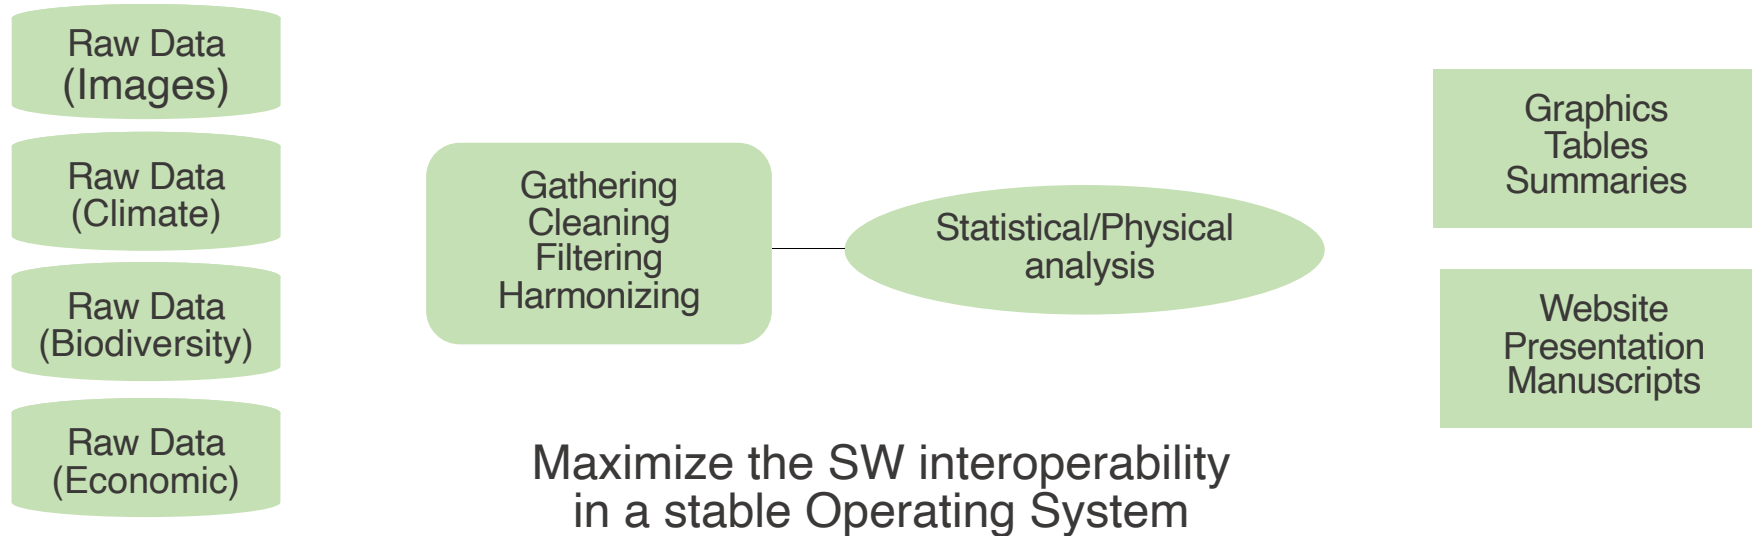 Raw Data
(Images)
Raw Data
(Climate)
Raw Data
(Biodiversity)
Raw Data
(Economic)
Gathering
Cleaning
Filtering
Harmonizing
Statistical/Physical
analysis
Graphics
Tables
Summaries
Website
Presentation
Manuscripts
Maximize the SW interoperability
in a stable Operating System